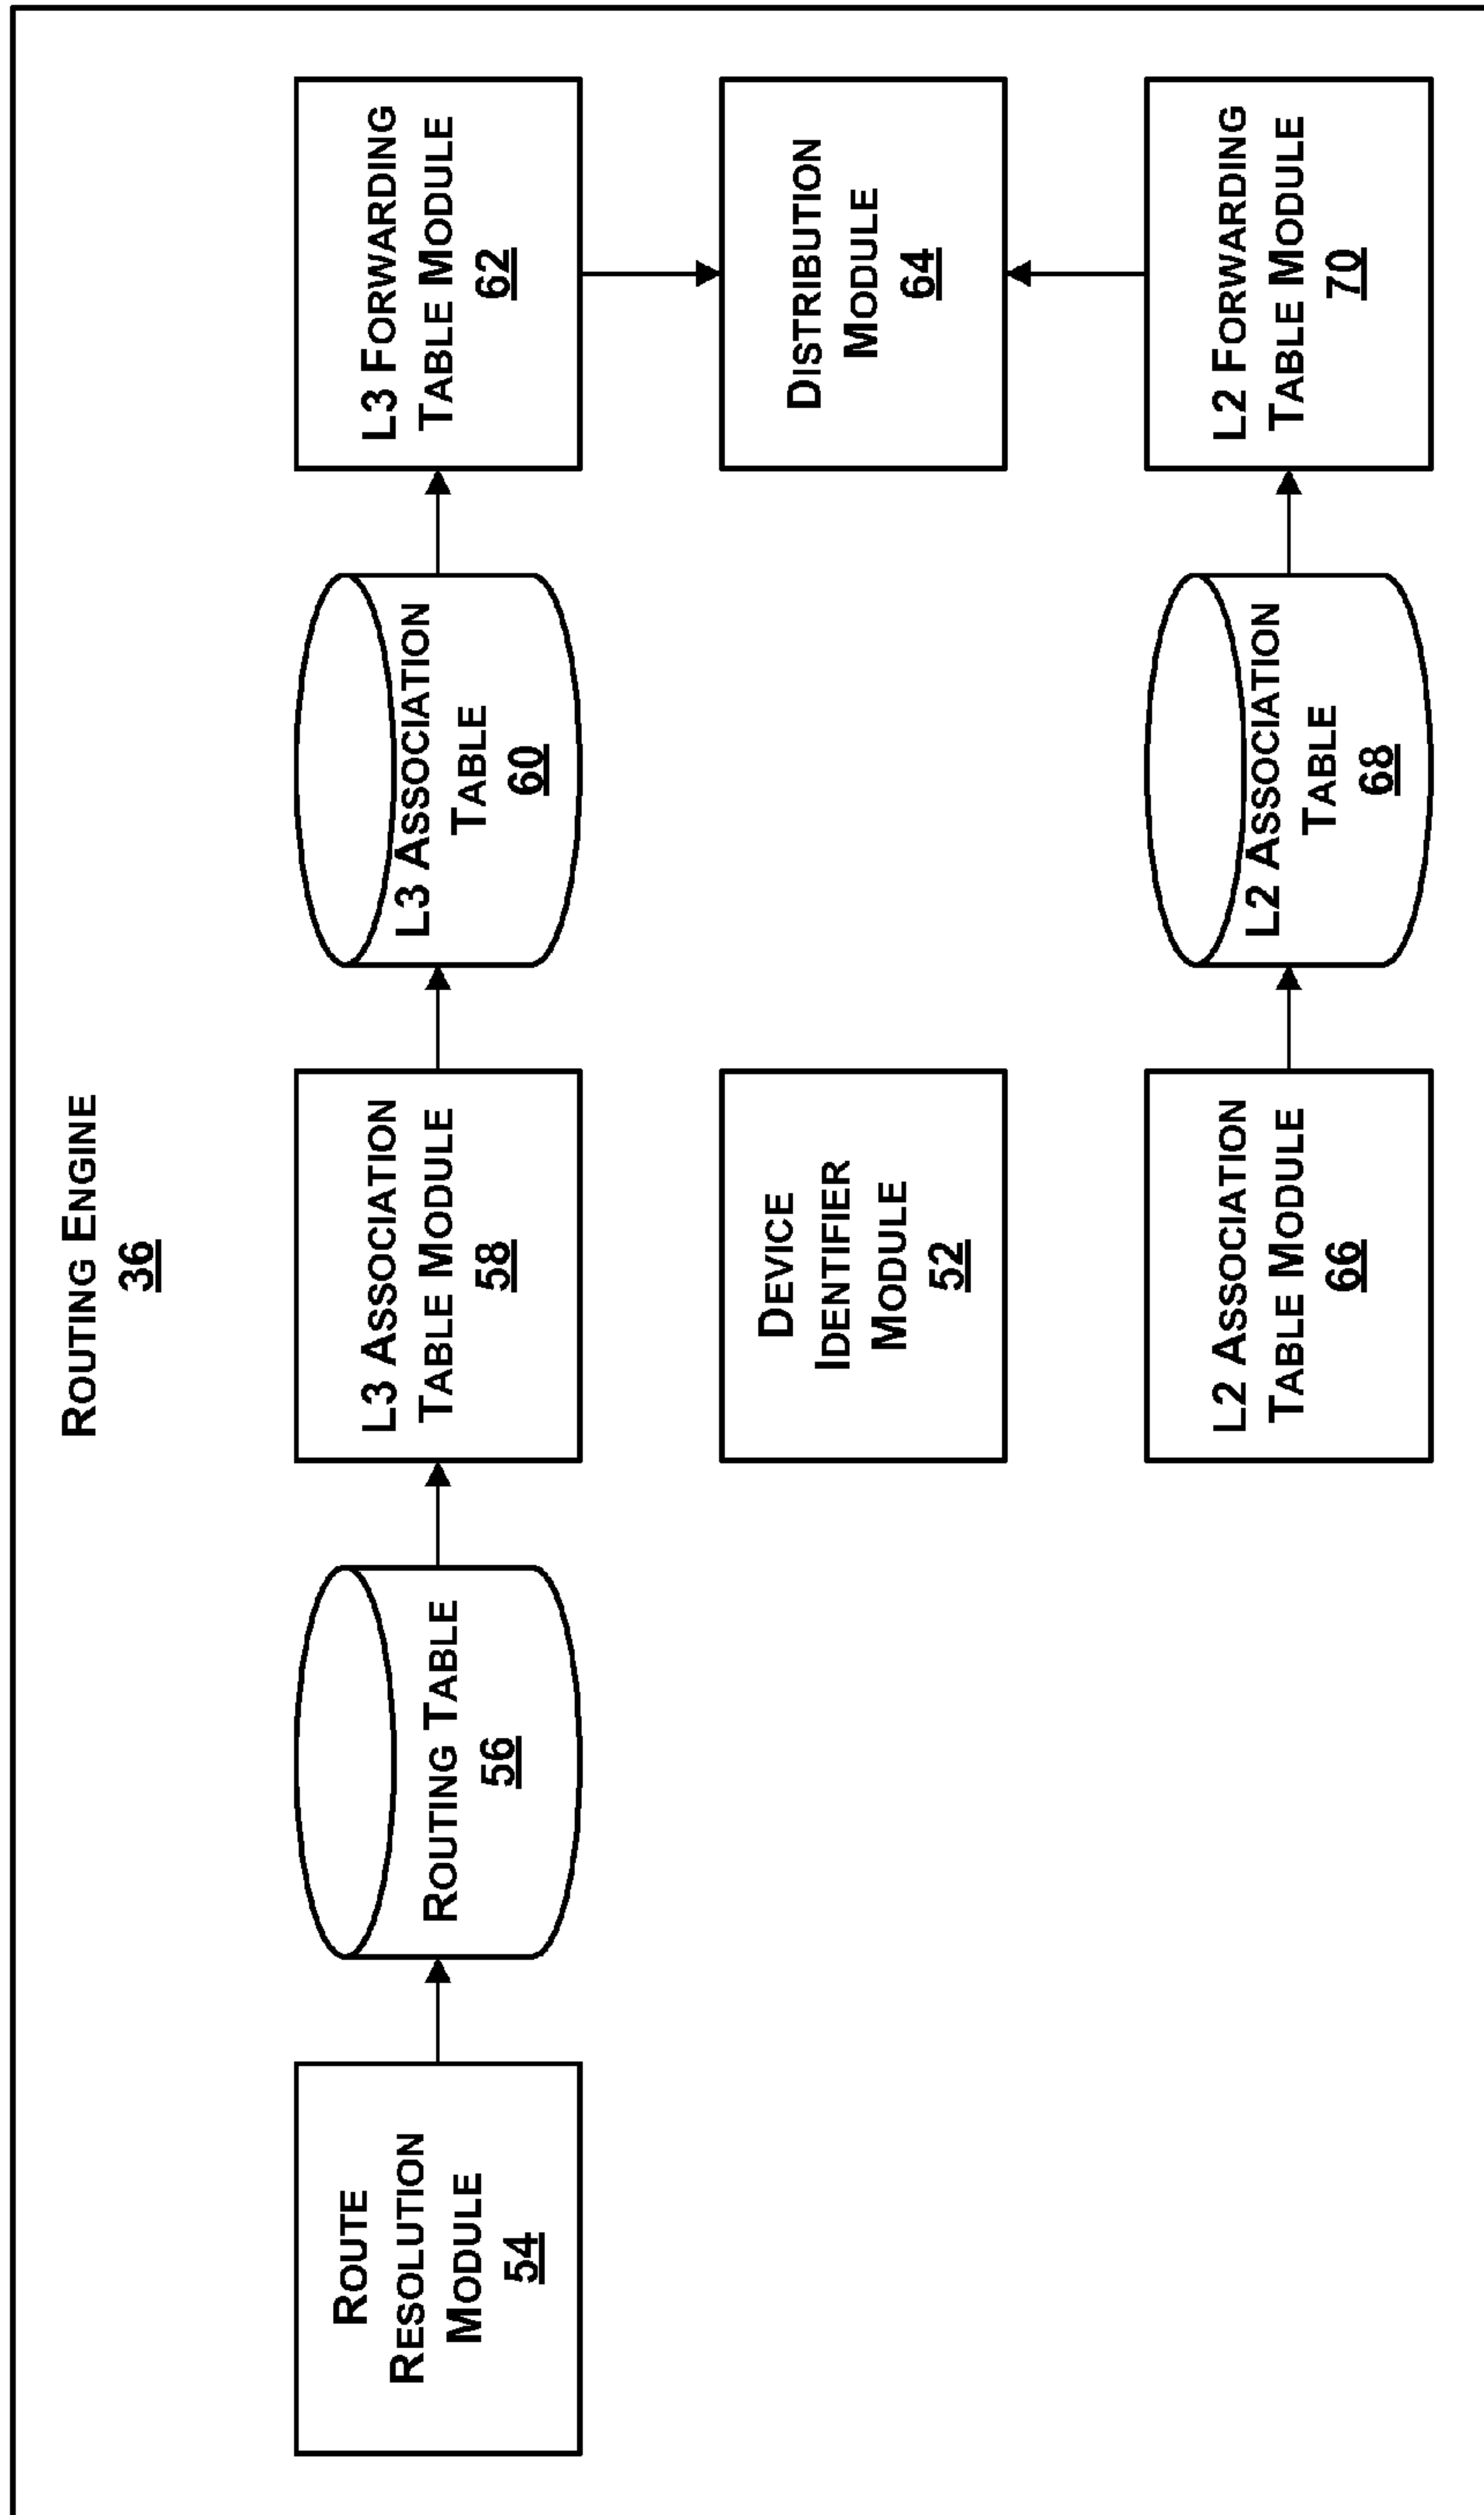 ROUTING ENGINE
36
ROUTE
RESOLUTION
MODULE
54
ROUTING TABLE
56
L3 ASSOCIATION
TABLE MODULE
58
L3 ASSOCIATION
TABLE
60
L3 FORWARDING
TABLE MODULE
62
DEVICE
IDENTIFIER
MODULE
52
DISTRIBUTION
MODULE
64
L2 ASSOCIATION
TABLE MODULE
66
L2 ASSOCIATION
TABLE
68
L2 FORWARDING
TABLE MODULE
70